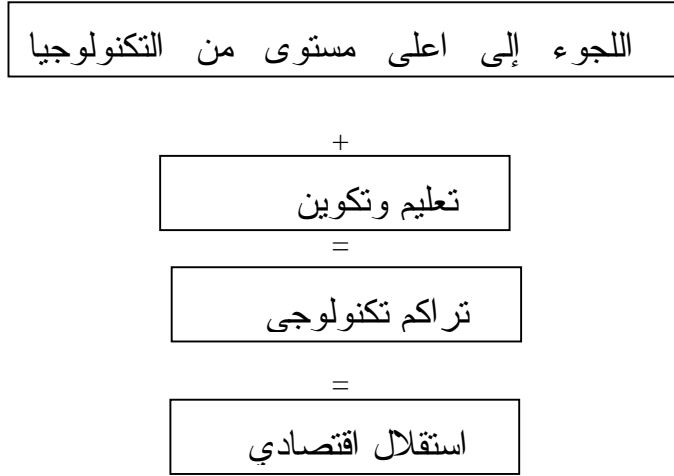 اللجوء إلى اعلى مستوى من التكنولوجيا
+
تعليم وتكوين
=
تراكم تكنولوجي
=
استقلال اقتصادي